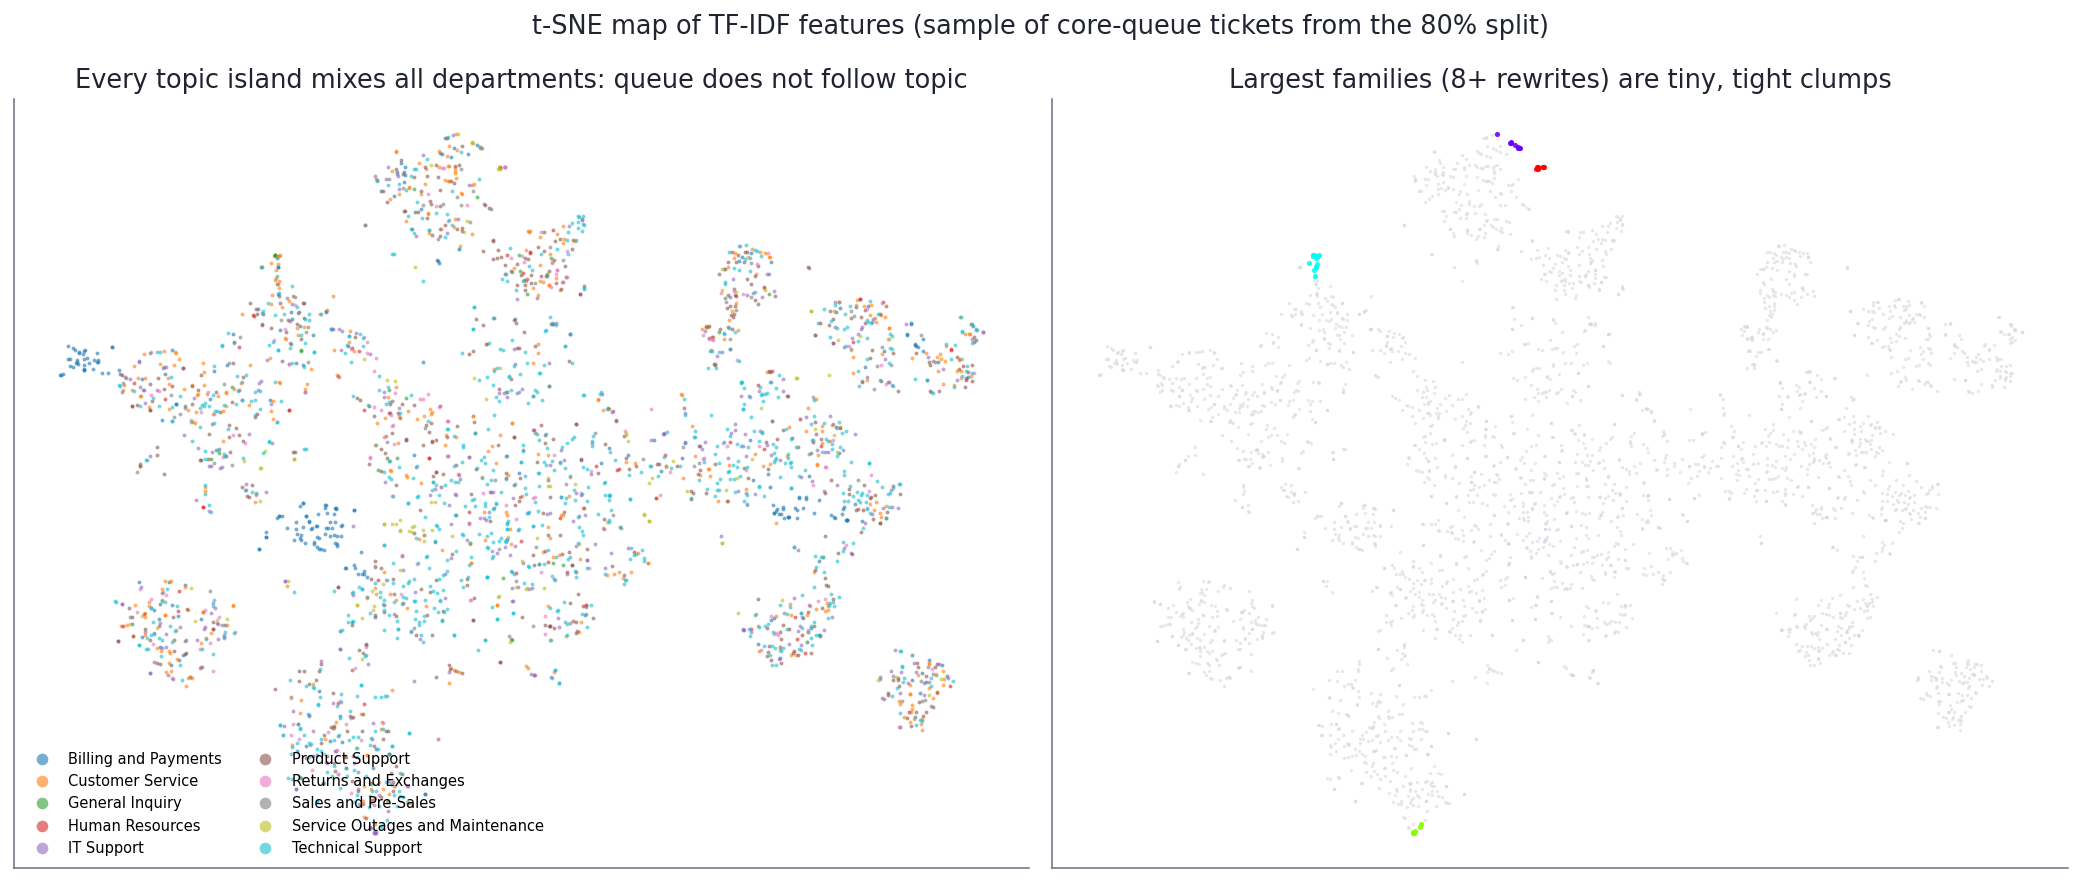 t-SNE map of TF-IDF features (sample of core-queue tickets from the 80% split)
Every topic island mixes all departments: queue does not follow topic
Largest families (8+ rewrites) are tiny, tight clumps
Billing and Payments
Customer Service
General Inquiry
Human Resources
IT Support
Product Support
Returns and Exchanges
Sales and Pre-Sales
Service Outages and Maintenance
Technical Support